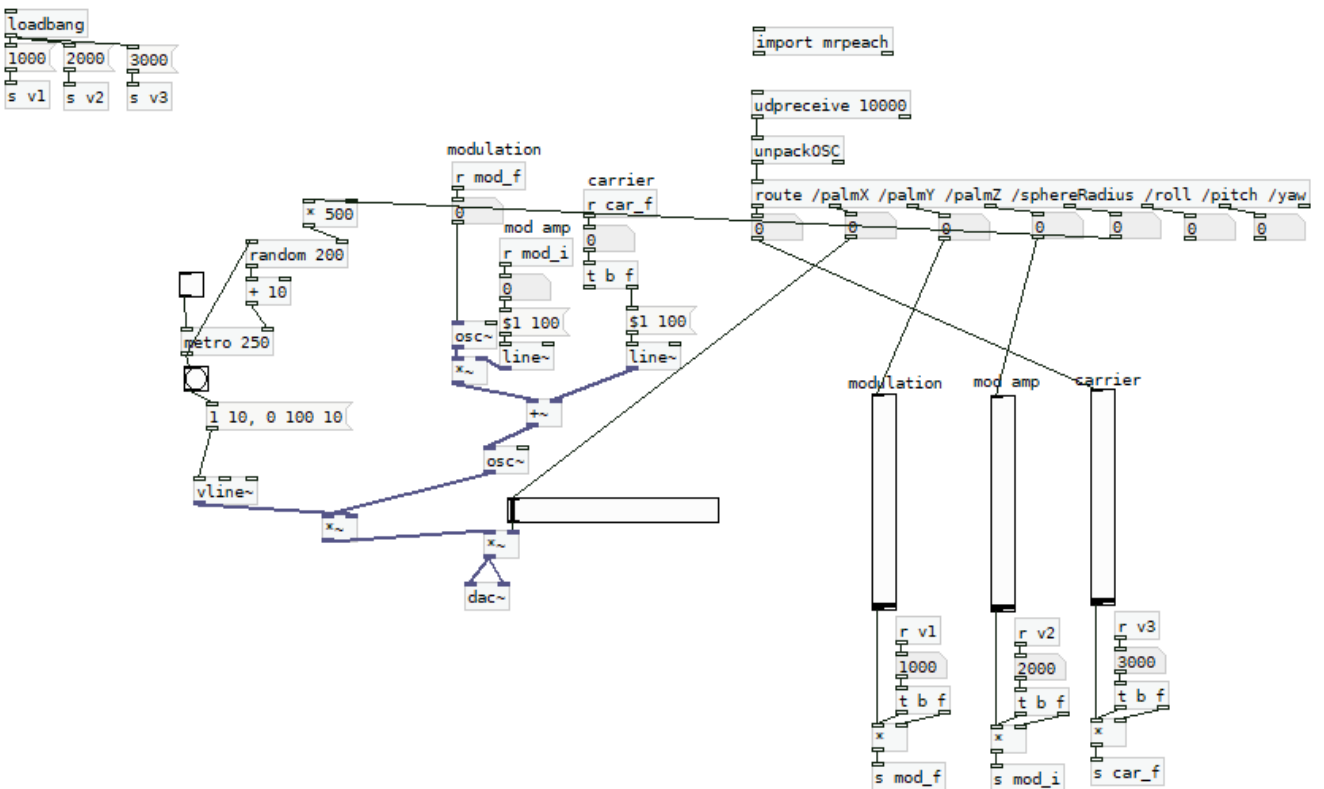 loadbang
1000 2000 3000
s v1 s v2 s v3
import mrpeach
udpreceive 10000
unpackOSC
route /palmX /palmY /palmZ /sphereRadius /roll /pitch /yaw
0 0 0 0 0 0 0
modulation
r mod_f
0
carrier
r car_f
0
t b f
$1 100
line~
mod amp
r mod_i
0
$1 100
line~
* 500
random 200
+ 10
metro 250
1 10, 0 100 10
vline~
osc~
*~
+~
osc~
*~
*~
dac~
modulation mod amp carrier
r v1 r v2 r v3
1000 2000 3000
t b f t b f t b f
* * *
s mod_f s mod_i s car_f